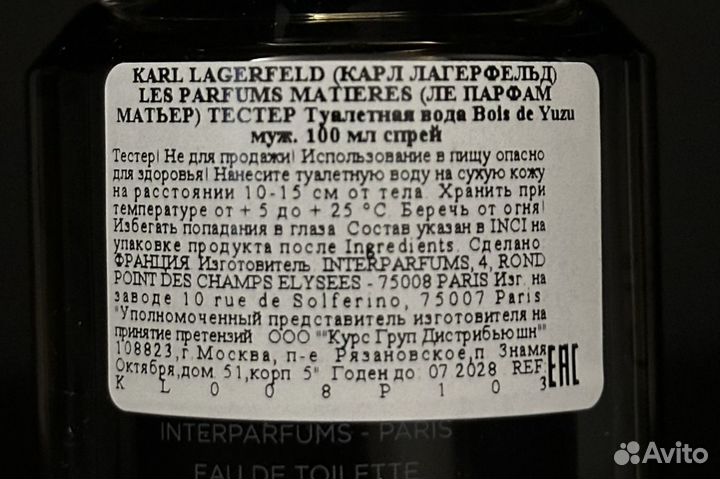 KARL LAGERFELD (КАРЛ ЛАГЕРФЕЛЬД)
LES PARFUMS MATIERES (ЛЕ ПАРФАМ
МАТЬЕР) ТЕСТЕР Туалетная вода Bois de Yuzu
муж. 100 мл спрей
Тестер! Не для продажи! Использование в пищу опасно
для здоровья! Нанесите туалетную воду на сухую кожу
на расстоянии 10-15 см от тела. Хранить при
температуре от + 5 до + 25 °C. Беречь от огня!
Избегать попадания в глаза. Состав указан в INCI на
упаковке продукта после Ingredients. Сделано
ФРАНЦИЯ Изготовитель INTERPARFUMS, 4, ROND
POINT DES CHAMPS ELYSEES - 75008 PARIS Изг. на
заводе 10 rue de Solferino, 75007 Paris
"Уполномоченный представитель изготовителя на
принятие претензий ООО ""Курс Груп Дистрибьюшн""
108823,г.Москва, п-е Рязановское,п Знамя
Октября,дом 51,корп 5" Годен до: 07.2028 REF:
KL008P103
EAC
INTERPARFUMS - PARIS
EAU DE TOILETTE
Avito